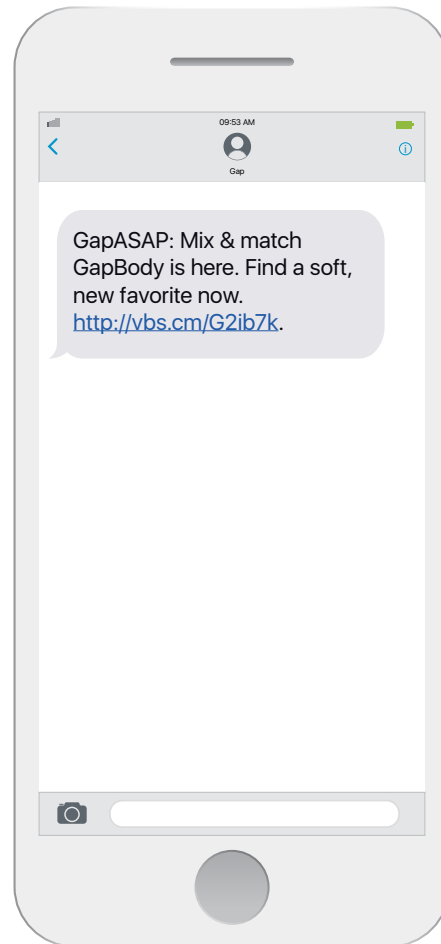 09:53 AM
Gap
GapASAP: Mix & match
GapBody is here. Find a soft,
new favorite now.
http://vbs.cm/G2ib7k.